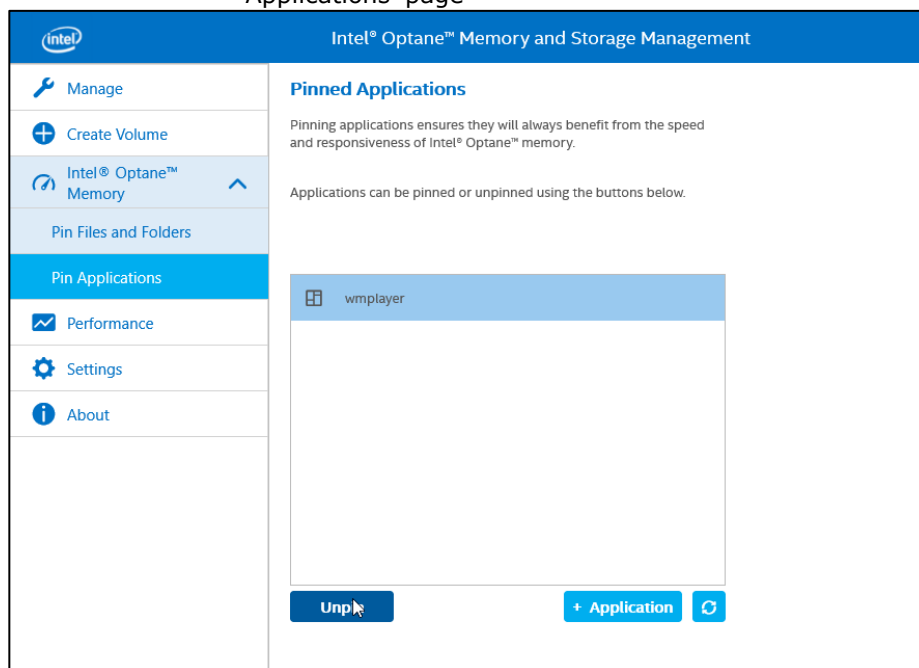 Applications" page
intel
Intel® Optane™ Memory and Storage Management
Manage
Create Volume
Intel® Optane™
Memory
Pin Files and Folders
Pin Applications
Performance
Settings
About
Pinned Applications
Pinning applications ensures they will always benefit from the speed
and responsiveness of Intel® Optane™ memory.
Applications can be pinned or unpinned using the buttons below.
wmplayer
+ Application